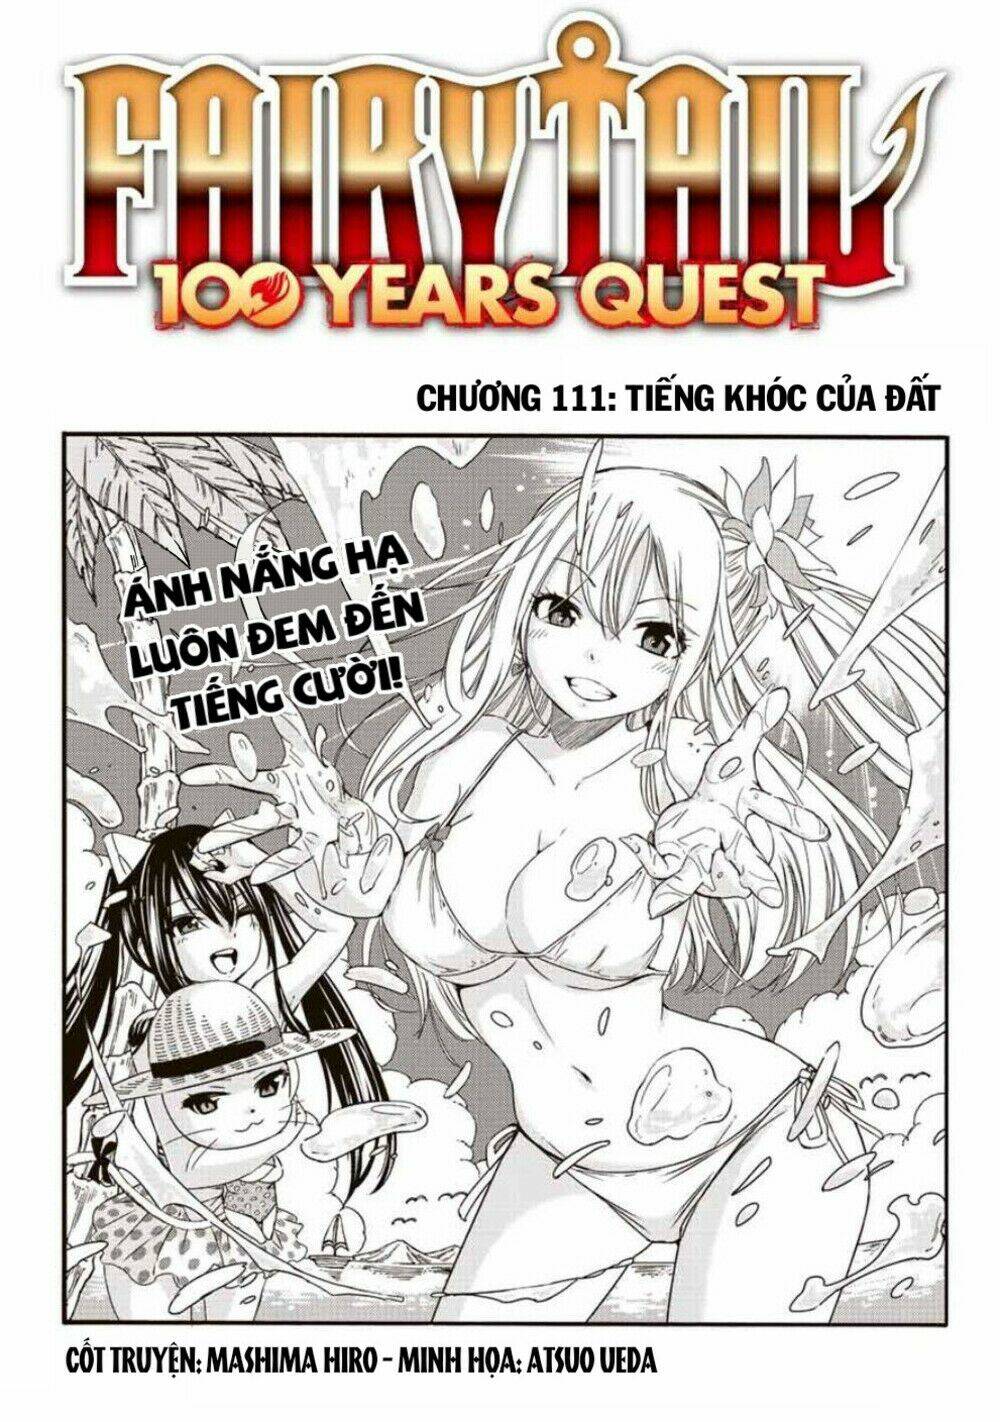 FAIRY TAIL
100 YEARS QUEST
CHƯƠNG 111: TIẾNG KHÓC CỦA ĐẤT
ÁNH NẮNG HẠ
LUÔN ĐEM ĐẾN
TIẾNG CƯỜI!
CỐT TRUYỆN: MASHIMA HIRO - MINH HỌA: ATSUO UEDA